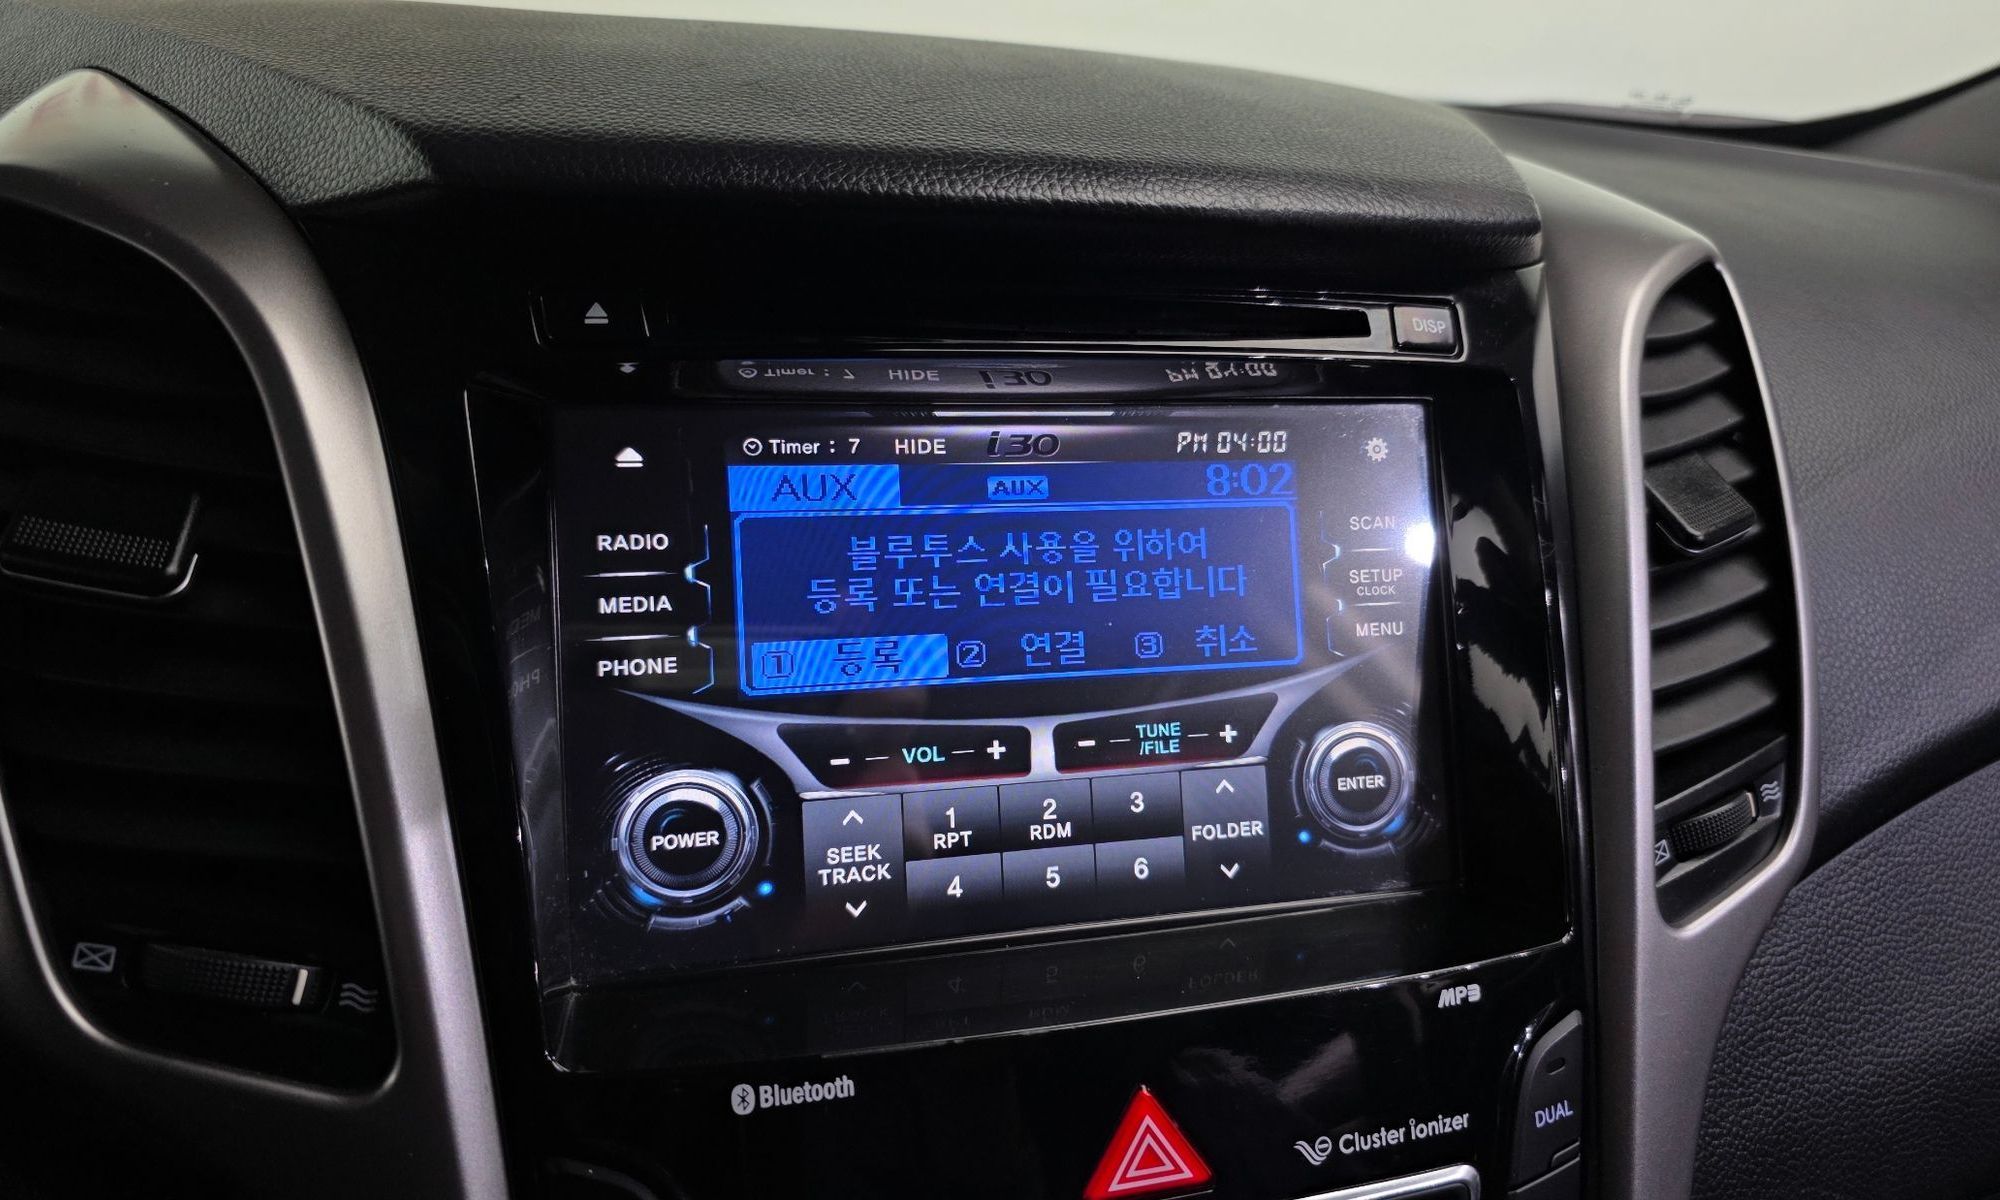 DISP
Timer : 7 HIDE i30 PM 04:00
AUX AUX 8:02
블루투스 사용을 위하여
등록 또는 연결이 필요합니다
1 등록 2 연결 3 취소
RADIO
MEDIA
PHONE
SCAN
SETUP
CLOCK
MENU
- VOL +
- TUNE
/FILE +
POWER
SEEK
TRACK
1
RPT
2
RDM
3
4
5
6
FOLDER
ENTER
MP3
Bluetooth
Cluster ionizer
DUAL